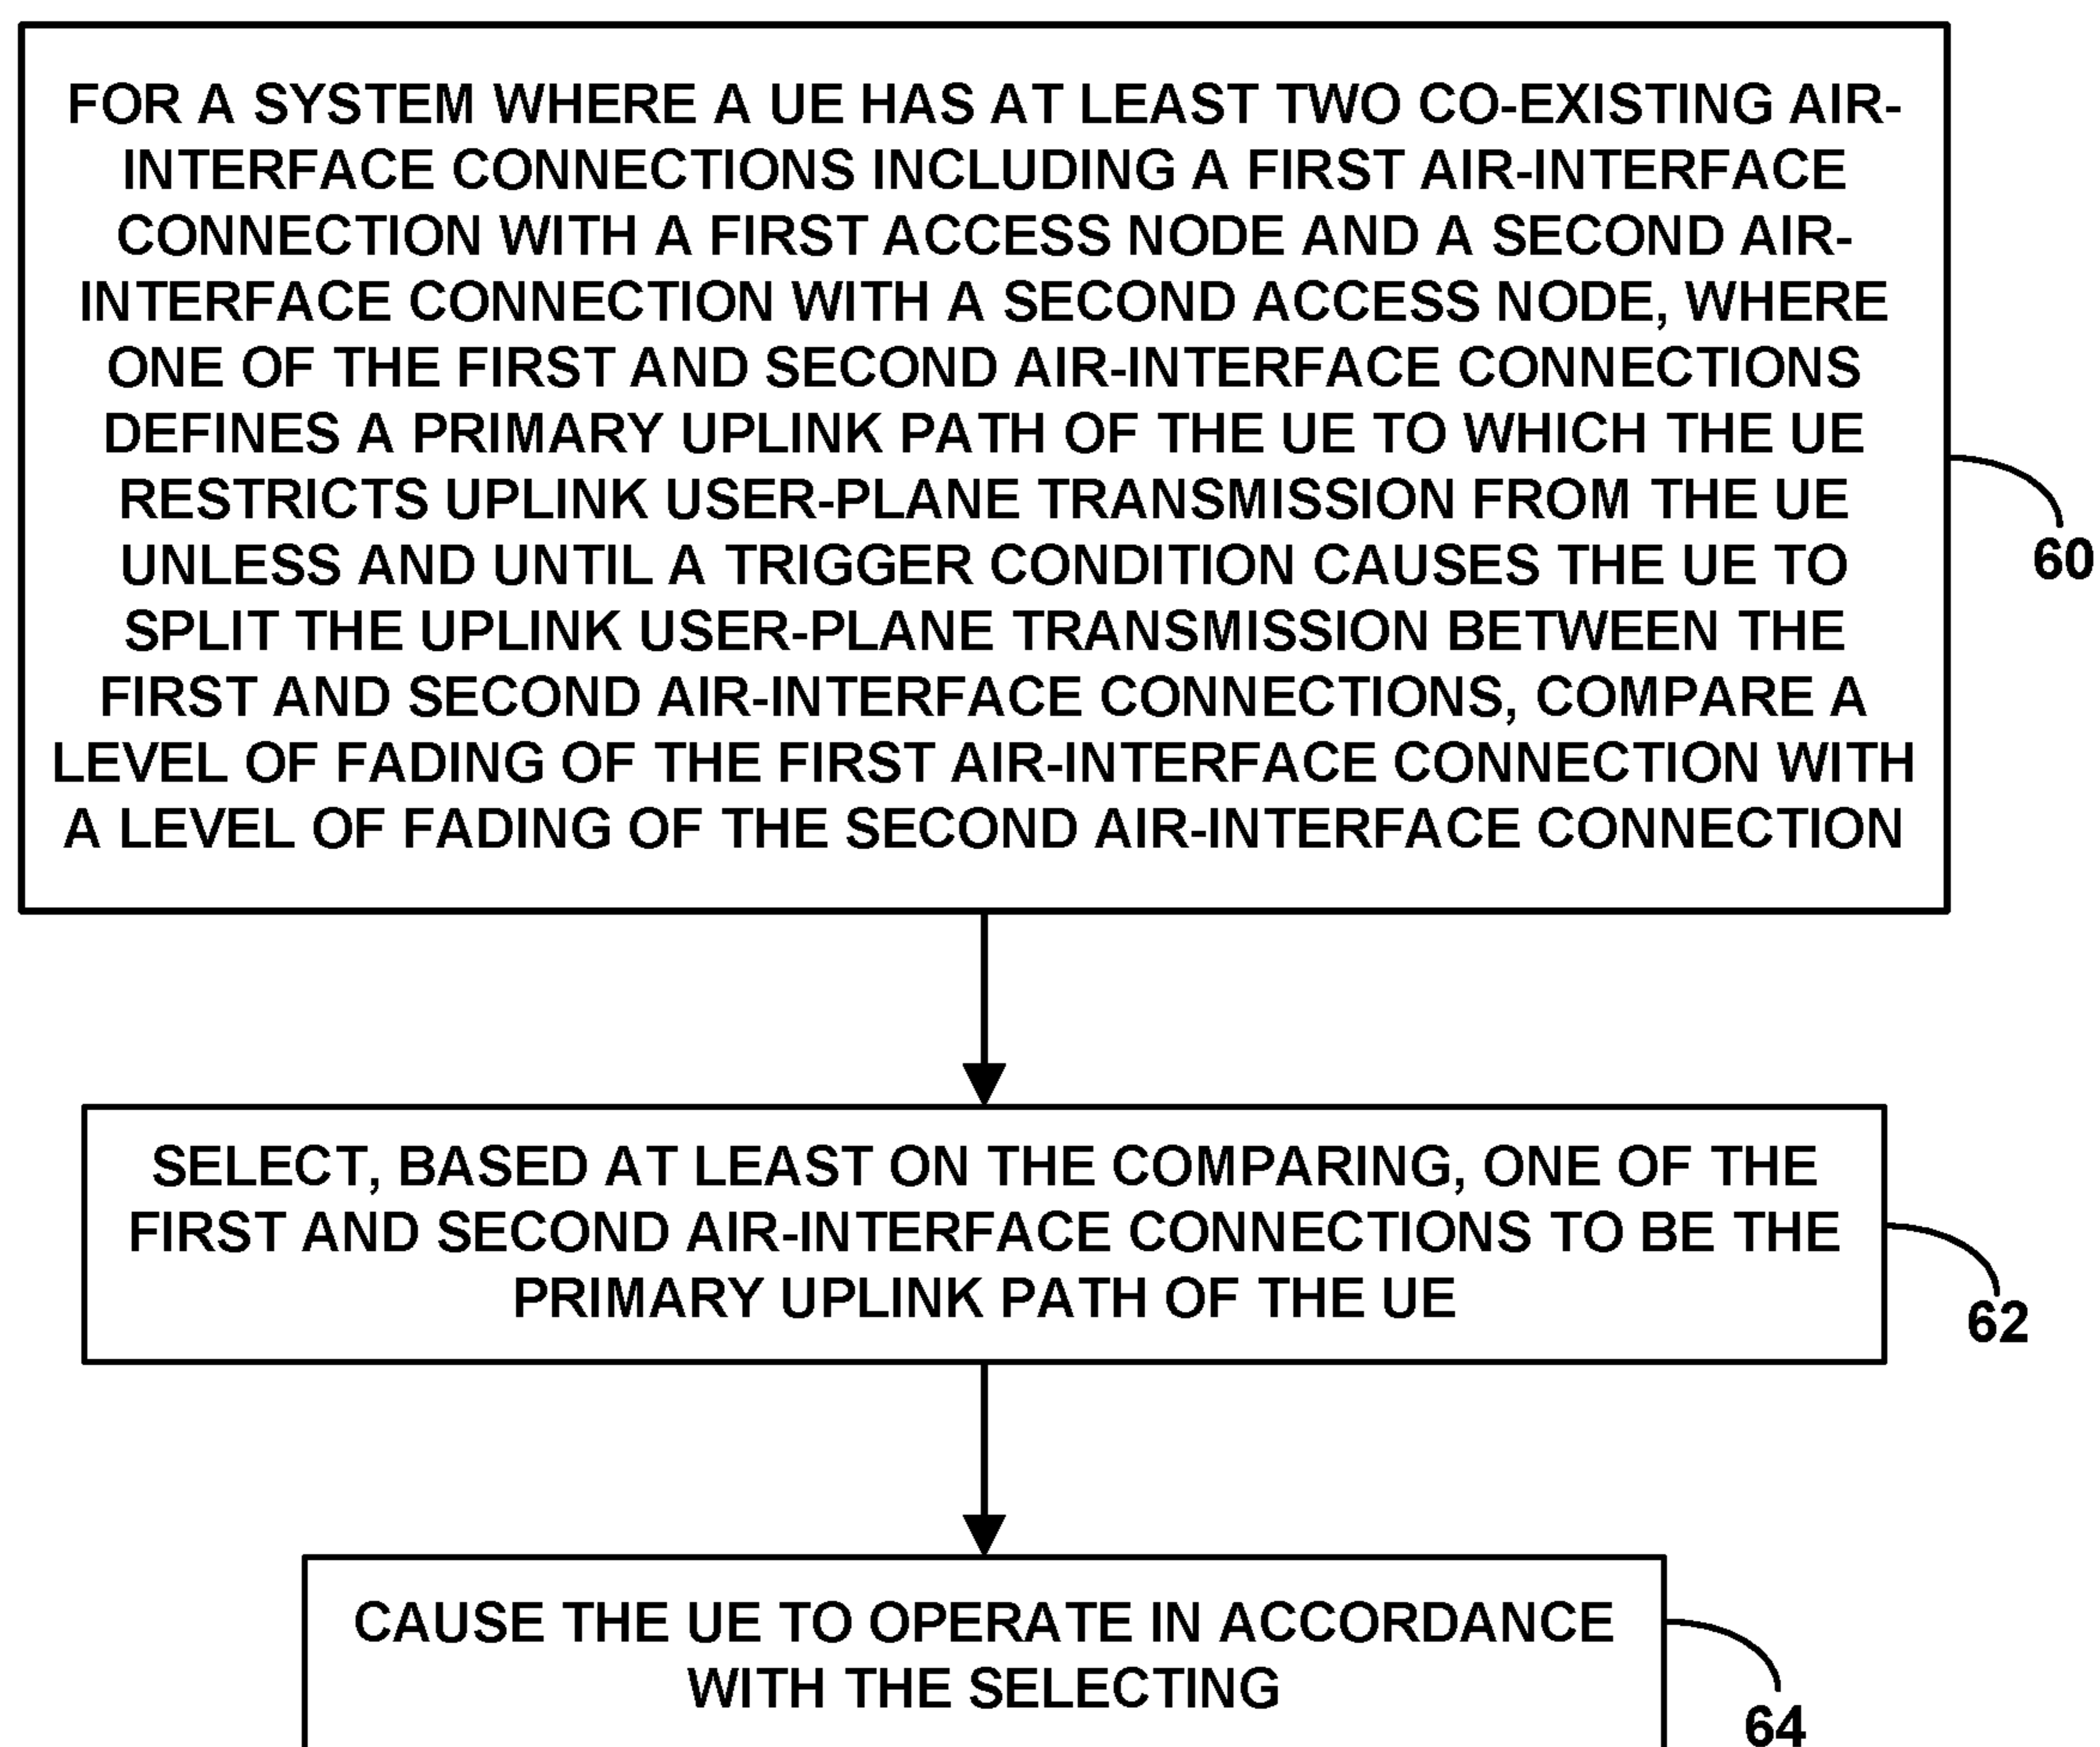 FOR A SYSTEM WHERE A UE HAS AT LEAST TWO CO-EXISTING AIR-
INTERFACE CONNECTIONS INCLUDING A FIRST AIR-INTERFACE
CONNECTION WITH A FIRST ACCESS NODE AND A SECOND AIR-
INTERFACE CONNECTION WITH A SECOND ACCESS NODE, WHERE
ONE OF THE FIRST AND SECOND AIR-INTERFACE CONNECTIONS
DEFINES A PRIMARY UPLINK PATH OF THE UE TO WHICH THE UE
RESTRICTS UPLINK USER-PLANE TRANSMISSION FROM THE UE
UNLESS AND UNTIL A TRIGGER CONDITION CAUSES THE UE TO
SPLIT THE UPLINK USER-PLANE TRANSMISSION BETWEEN THE
FIRST AND SECOND AIR-INTERFACE CONNECTIONS, COMPARE A
LEVEL OF FADING OF THE FIRST AIR-INTERFACE CONNECTION WITH
A LEVEL OF FADING OF THE SECOND AIR-INTERFACE CONNECTION
60
SELECT, BASED AT LEAST ON THE COMPARING, ONE OF THE
FIRST AND SECOND AIR-INTERFACE CONNECTIONS TO BE THE
PRIMARY UPLINK PATH OF THE UE
62
CAUSE THE UE TO OPERATE IN ACCORDANCE
WITH THE SELECTING
64